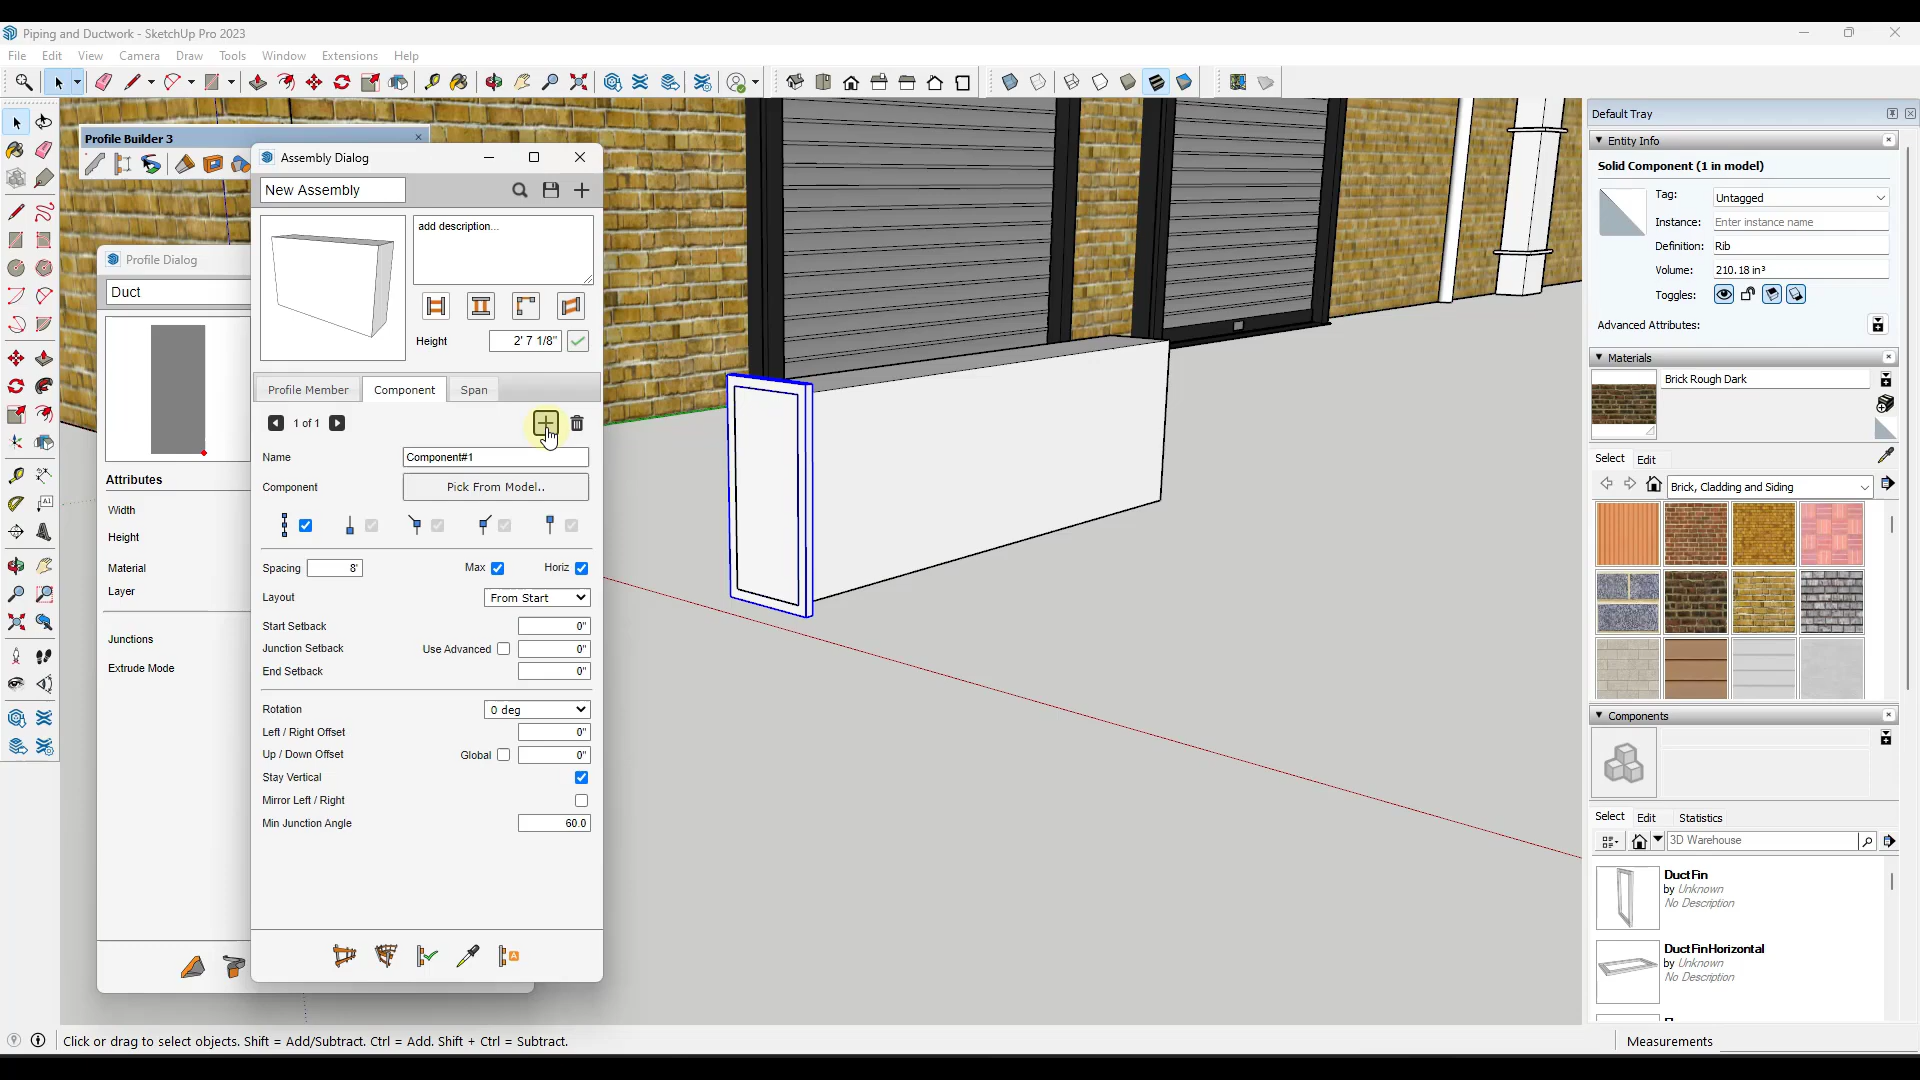 Piping and Ductwork - SketchUp Pro 2023
File Edit View Camera Draw Tools Window Extensions Help
Profile Builder 3
Profile Dialog
Duct
Attributes
Width
Height
Material
Layer
Junctions
Extrude Mode
Assembly Dialog
New Assembly
add description...
Height 2' 7 1/8"
Profile Member Component Span
1 of 1
Name Component#1
Component Pick From Model..
Spacing 8' Max Horiz
Layout From Start
Start Setback 0"
Junction Setback Use Advanced 0"
End Setback 0"
Rotation 0 deg
Left / Right Offset 0"
Up / Down Offset Global 0"
Stay Vertical
Mirror Left / Right
Min Junction Angle 60.0
Default Tray
Entity Info
Solid Component (1 in model)
Tag: Untagged
Instance: Enter instance name
Definition: Rib
Volume: 210.18 in³
Toggles:
Advanced Attributes:
Materials
Brick Rough Dark
Select Edit
Brick, Cladding and Siding
Components
Select Edit Statistics
3D Warehouse
DuctFin
by Unknown
No Description
DuctFinHorizontal
by Unknown
No Description
Click or drag to select objects. Shift = Add/Subtract. Ctrl = Add. Shift + Ctrl = Subtract.
Measurements